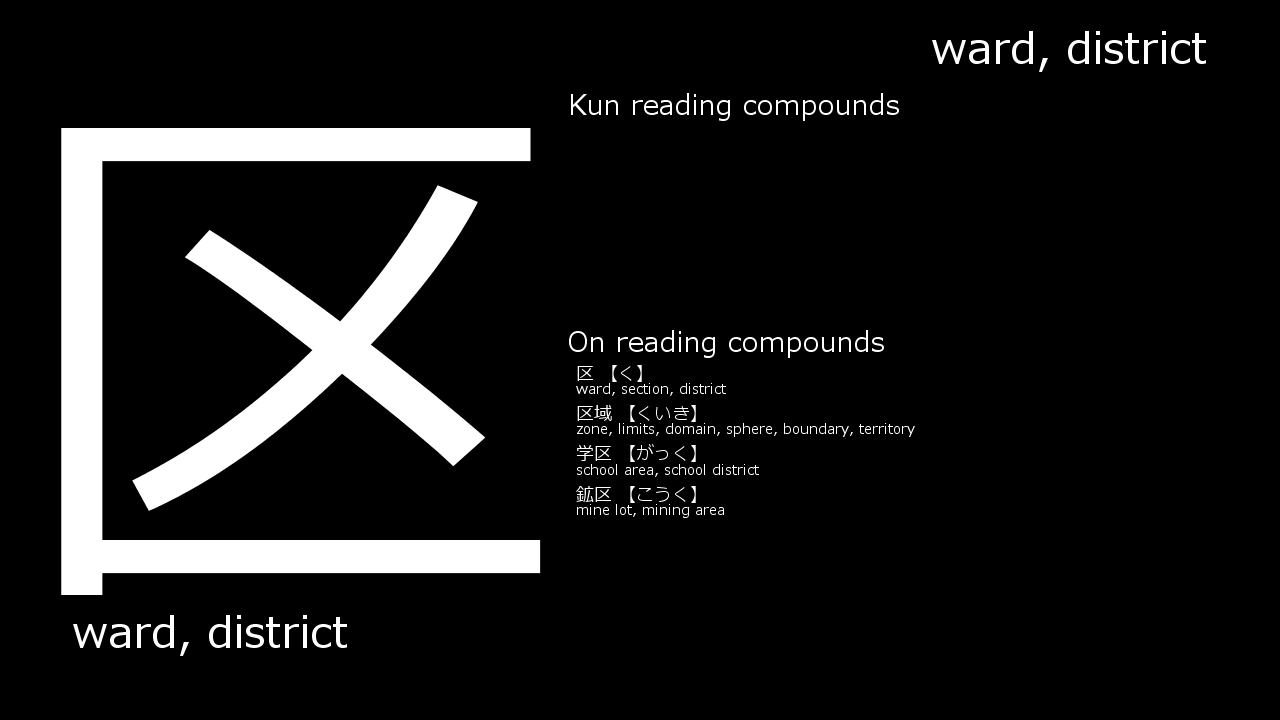 区
ward, district
ward, district
Kun reading compounds
On reading compounds
区 【く】
ward, section, district
区域 【くいき】
zone, limits, domain, sphere, boundary, territory
学区 【がっく】
school area, school district
鉱区 【こうく】
mine lot, mining area